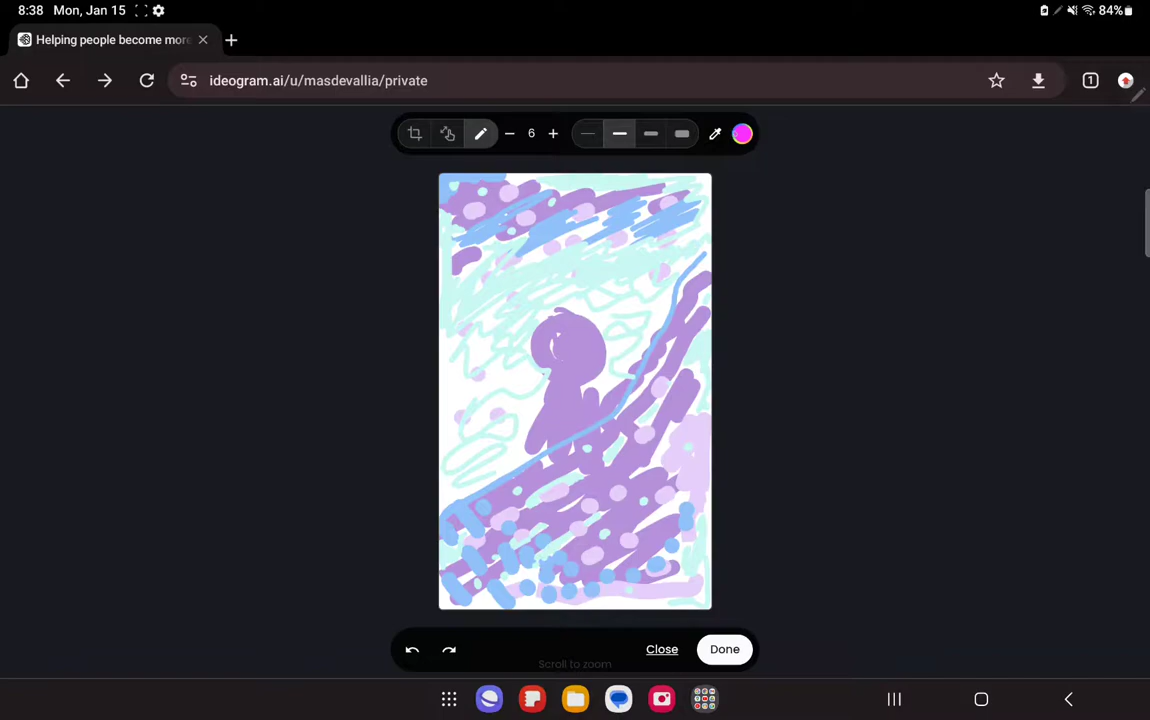 8:38 Mon, Jan 15 84%
Helping people become more
ideogram.ai/u/masdevallia/private
6
Close Done
Scroll to zoom